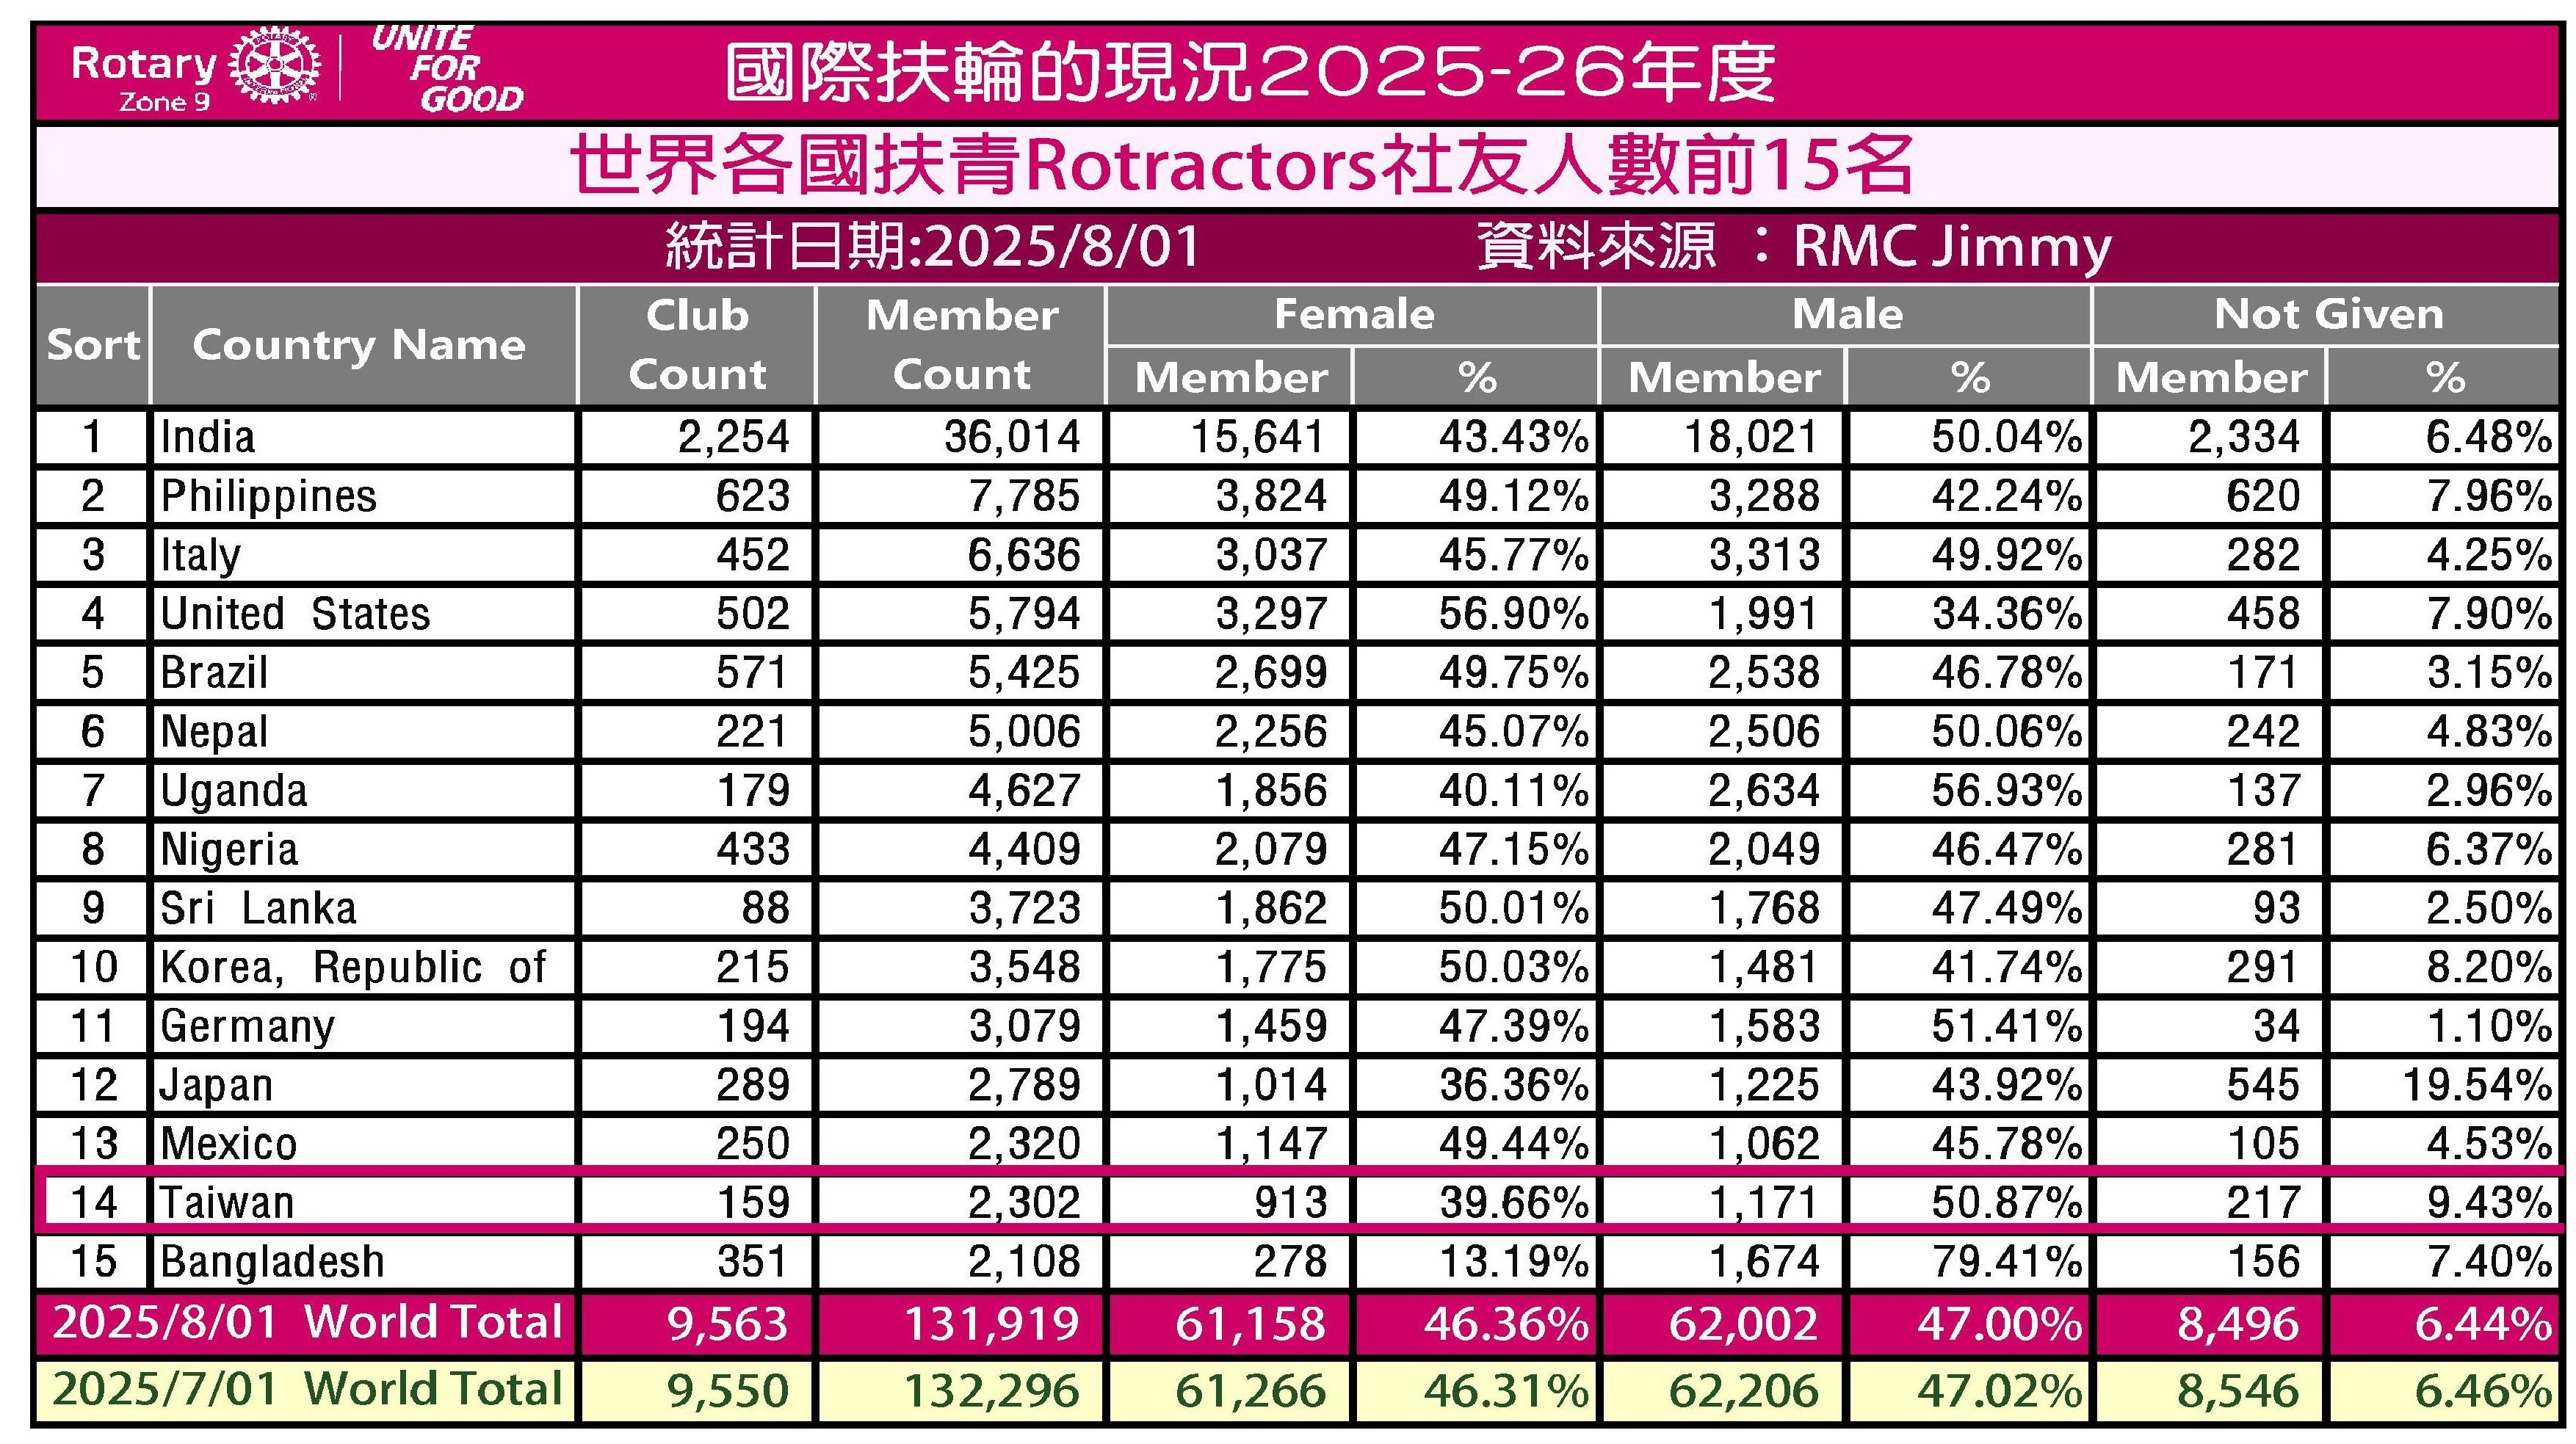 Rotary
Zone 9
UNITE
FOR
GOOD
國際扶輪的現況2025-26年度
世界各國扶青Rotractors社友人數前15名
統計日期:2025/8/01 資料來源 ：RMC Jimmy
Sort Country Name Club Count Member Count Female Male Not Given
Member % Member % Member %
1 India 2,254 36,014 15,641 43.43% 18,021 50.04% 2,334 6.48%
2 Philippines 623 7,785 3,824 49.12% 3,288 42.24% 620 7.96%
3 Italy 452 6,636 3,037 45.77% 3,313 49.92% 282 4.25%
4 United States 502 5,794 3,297 56.90% 1,991 34.36% 458 7.90%
5 Brazil 571 5,425 2,699 49.75% 2,538 46.78% 171 3.15%
6 Nepal 221 5,006 2,256 45.07% 2,506 50.06% 242 4.83%
7 Uganda 179 4,627 1,856 40.11% 2,634 56.93% 137 2.96%
8 Nigeria 433 4,409 2,079 47.15% 2,049 46.47% 281 6.37%
9 Sri Lanka 88 3,723 1,862 50.01% 1,768 47.49% 93 2.50%
10 Korea, Republic of 215 3,548 1,775 50.03% 1,481 41.74% 291 8.20%
11 Germany 194 3,079 1,459 47.39% 1,583 51.41% 34 1.10%
12 Japan 289 2,789 1,014 36.36% 1,225 43.92% 545 19.54%
13 Mexico 250 2,320 1,147 49.44% 1,062 45.78% 105 4.53%
14 Taiwan 159 2,302 913 39.66% 1,171 50.87% 217 9.43%
15 Bangladesh 351 2,108 278 13.19% 1,674 79.41% 156 7.40%
2025/8/01 World Total 9,563 131,919 61,158 46.36% 62,002 47.00% 8,496 6.44%
2025/7/01 World Total 9,550 132,296 61,266 46.31% 62,206 47.02% 8,546 6.46%